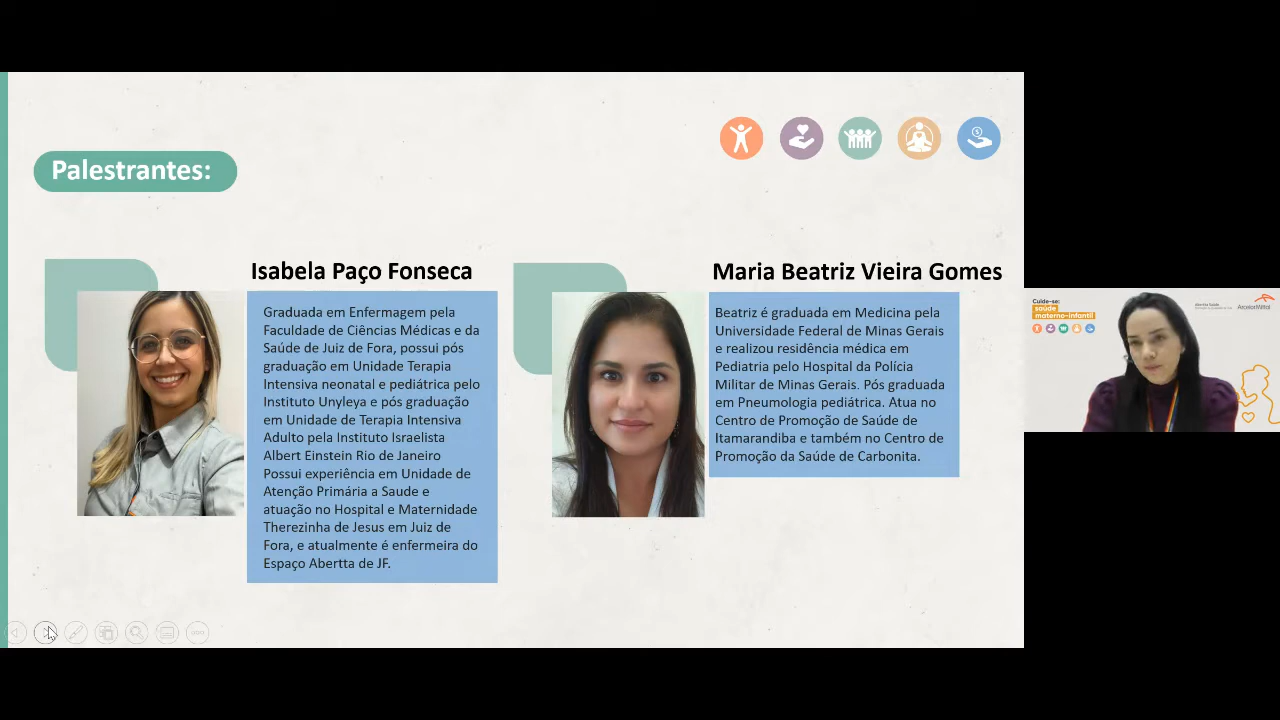 Palestrantes:
Isabela Paço Fonseca
Graduada em Enfermagem pela
Faculdade de Ciências Médicas e da
Saúde de Juiz de Fora, possui pós
graduação em Unidade Terapia
Intensiva neonatal e pediátrica pelo
Instituto Unyleya e pós graduação
em Unidade de Terapia Intensiva
Adulto pela Instituto Israelista
Albert Einstein Rio de Janeiro
Possui experiência em Unidade de
Atenção Primária a Saude e
atuação no Hospital e Maternidade
Therezinha de Jesus em Juiz de
Fora, e atualmente é enfermeira do
Espaço Abertta de JF.
Maria Beatriz Vieira Gomes
Beatriz é graduada em Medicina pela
Universidade Federal de Minas Gerais
e realizou residência médica em
Pediatria pelo Hospital da Polícia
Militar de Minas Gerais. Pós graduada
em Pneumologia pediátrica. Atua no
Centro de Promoção de Saúde de
Itamarandiba e também no Centro de
Promoção da Saúde de Carbonita.
Cuide-se:
saúde
materno-infantil
Abertta Saúde
ArcelorMittal